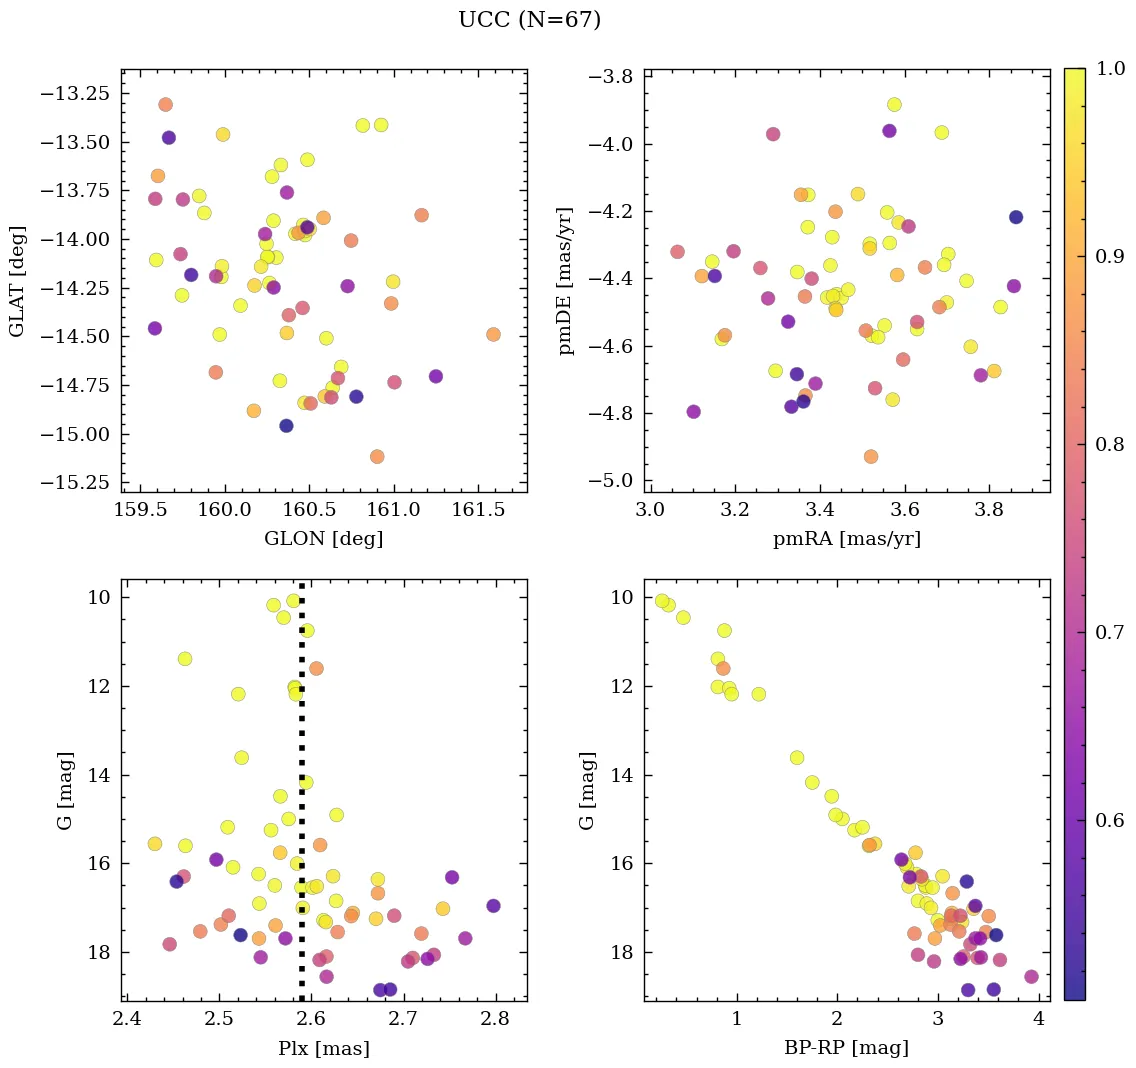 UCC (N=67)
−13.25
−13.50
−13.75
−14.00
−14.25
−14.50
−14.75
−15.00
−15.25
GLAT [deg]
159.5 160.0 160.5 161.0 161.5
GLON [deg]
−3.8
−4.0
−4.2
−4.4
−4.6
−4.8
−5.0
pmDE [mas/yr]
3.0 3.2 3.4 3.6 3.8
pmRA [mas/yr]
1.0
0.9
0.8
0.7
0.6
10
12
14
16
18
G [mag]
2.4 2.5 2.6 2.7 2.8
Plx [mas]
10
12
14
16
18
G [mag]
1 2 3 4
BP-RP [mag]